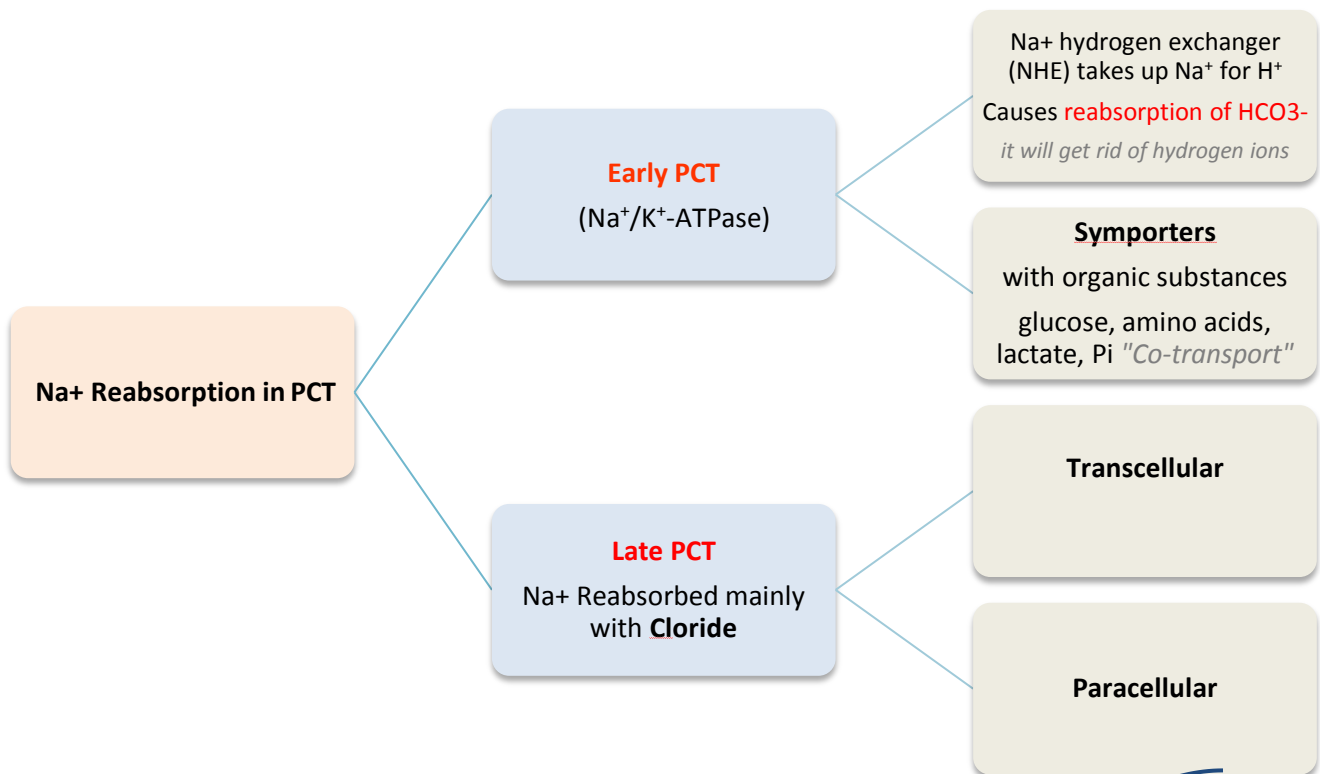 Na+ Reabsorption in PCT
Early PCT
(Na⁺/K⁺-ATPase)
Na+ hydrogen exchanger
(NHE) takes up Na⁺ for H⁺
Causes reabsorption of HCO3-
it will get rid of hydrogen ions
Symporters
with organic substances
glucose, amino acids,
lactate, Pi "Co-transport"
Late PCT
Na+ Reabsorbed mainly
with Cloride
Transcellular
Paracellular